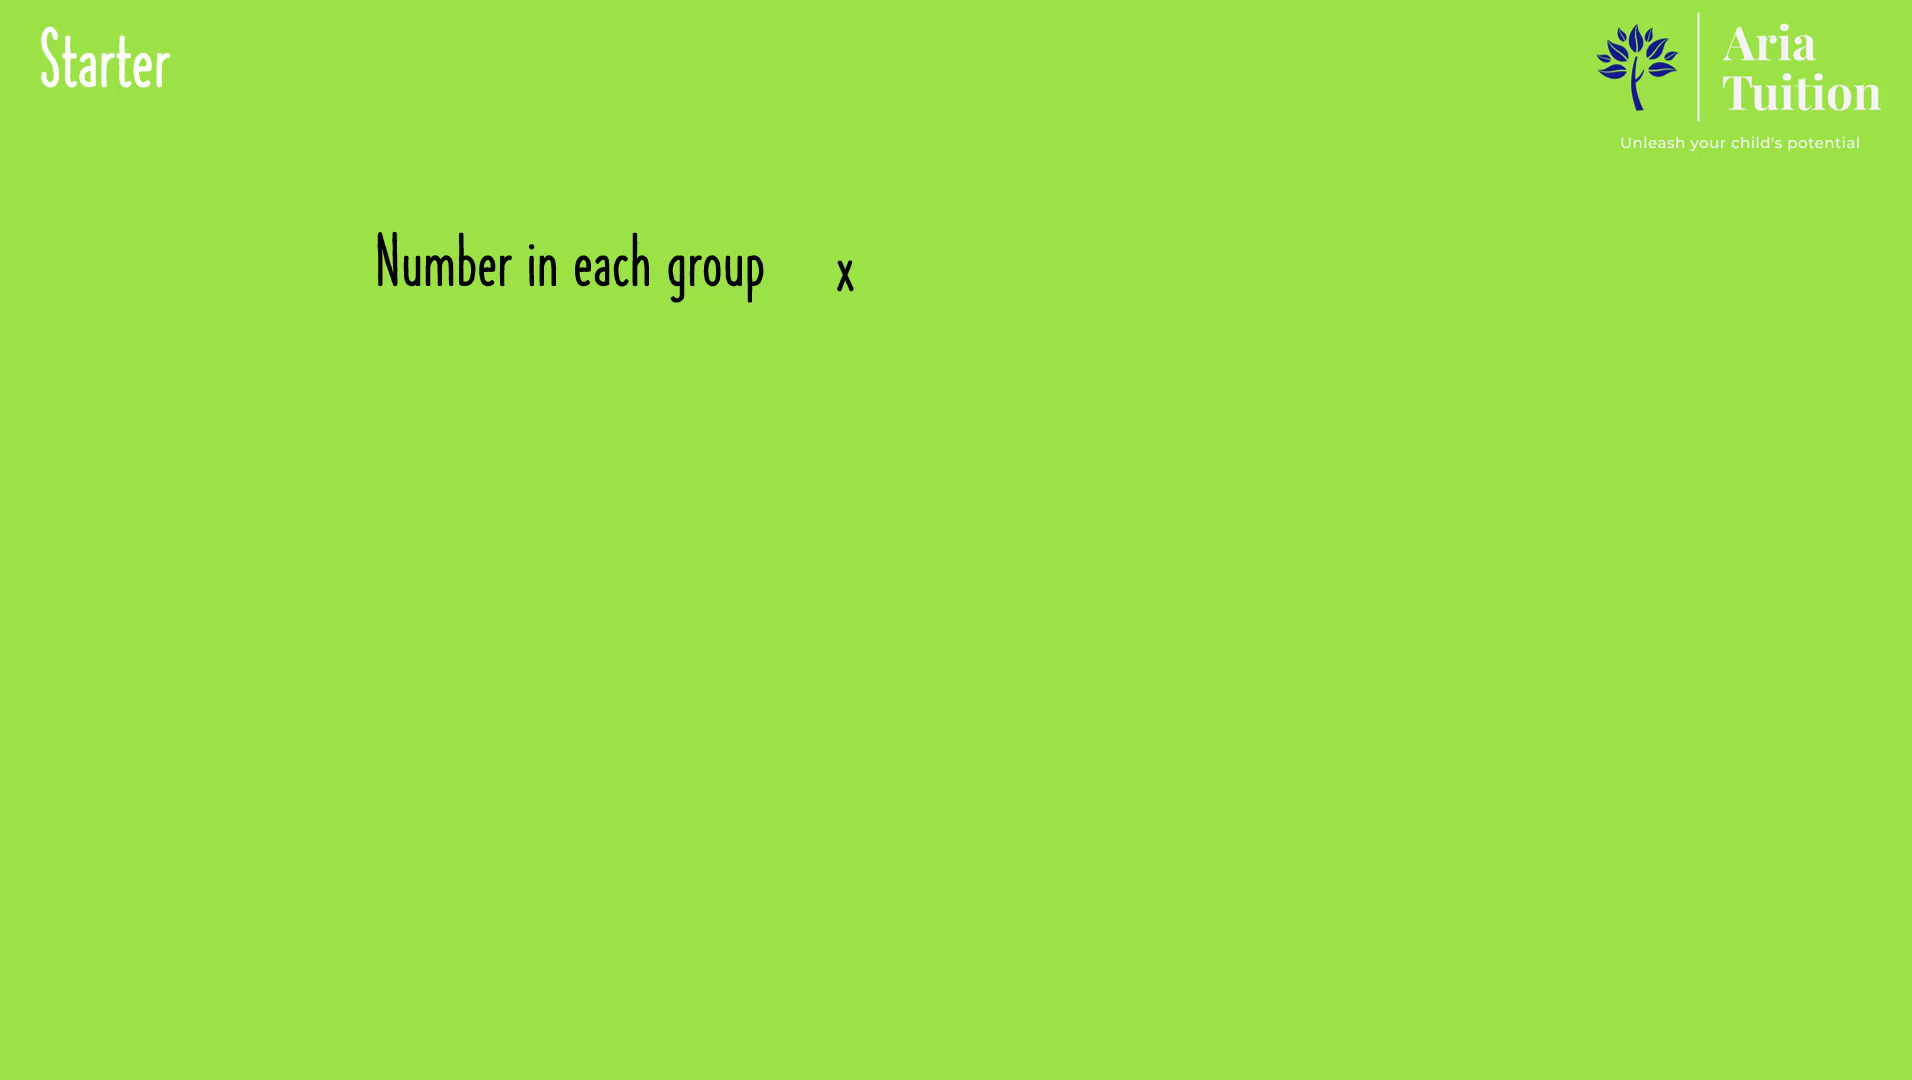 Starter
Aria
Tuition
Unleash your child's potential
Number in each group x